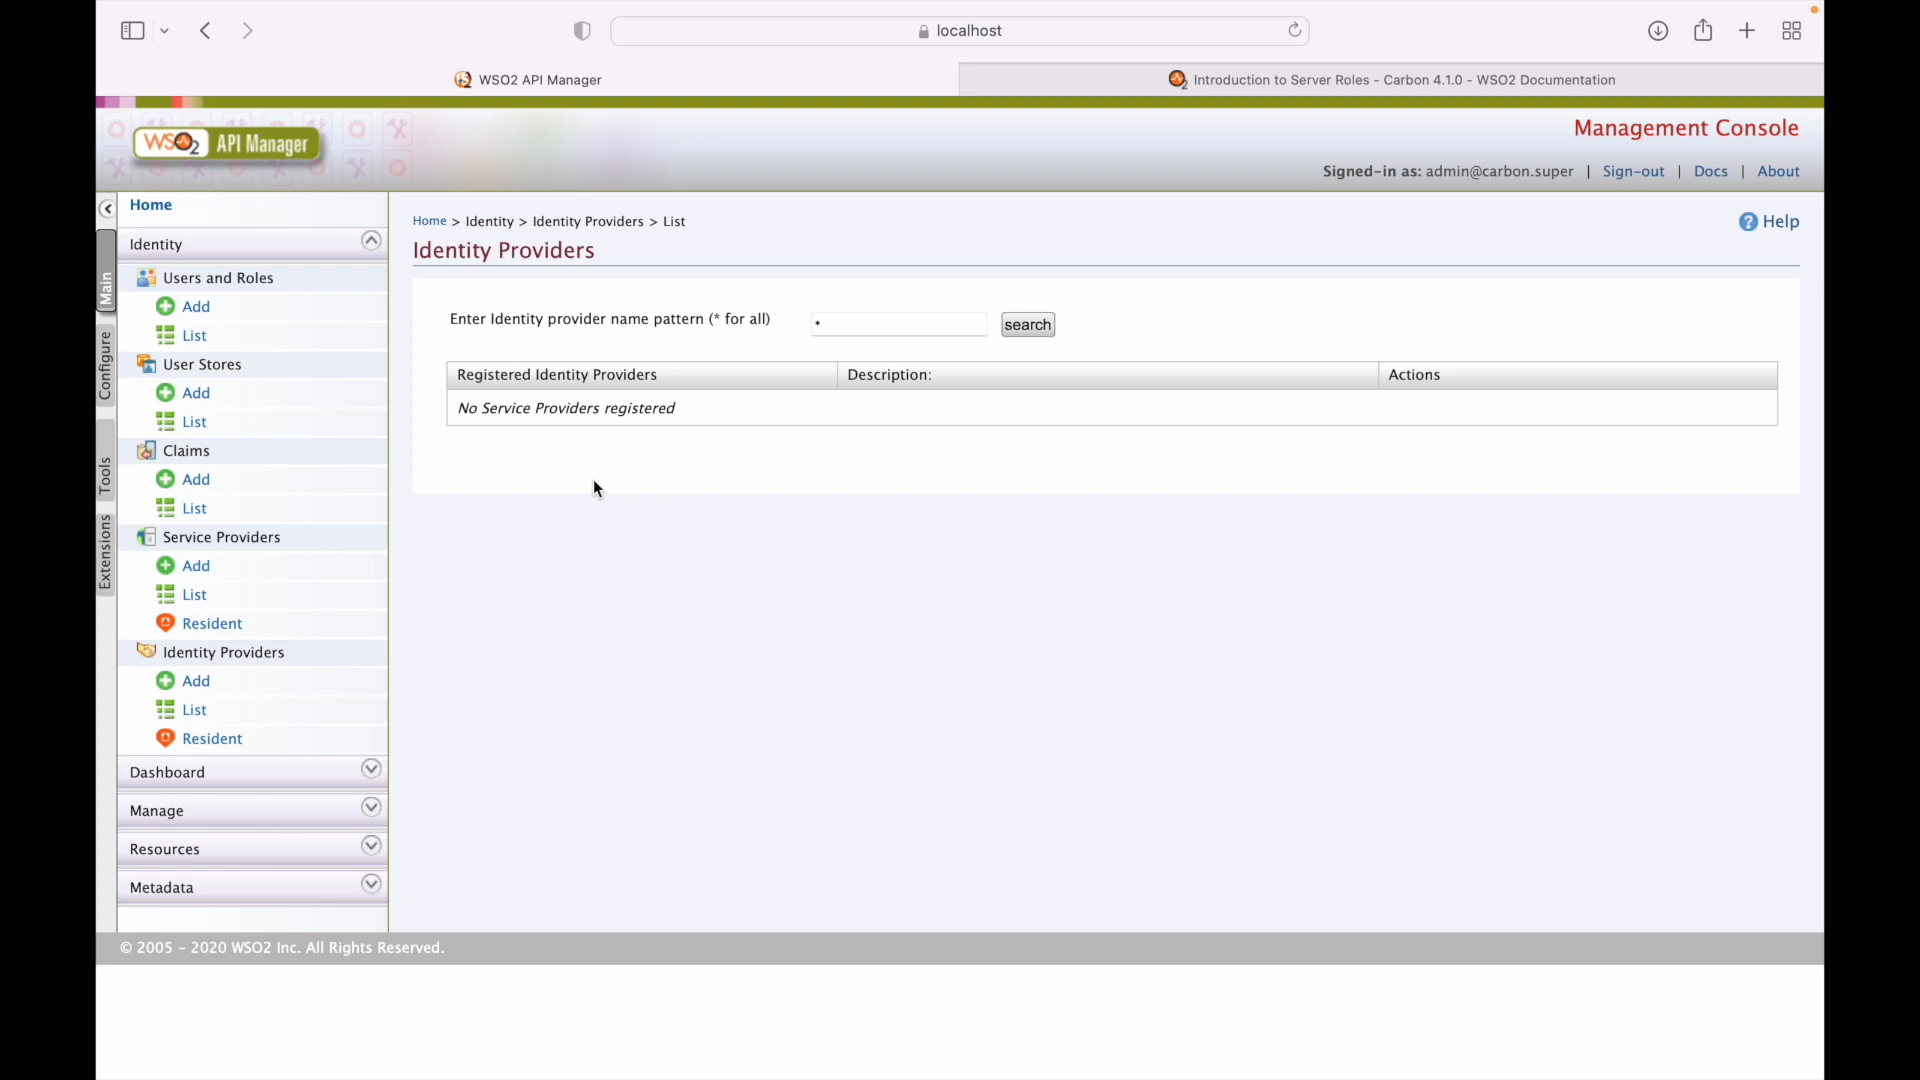 localhost
WSO2 API Manager
Introduction to Server Roles - Carbon 4.1.0 - WSO2 Documentation
WSO2 API Manager
Management Console
Signed-in as: admin@carbon.super | Sign-out | Docs | About
Main
Configure
Tools
Extensions
Home
Identity
Users and Roles
Add
List
User Stores
Add
List
Claims
Add
List
Service Providers
Add
List
Resident
Identity Providers
Add
List
Resident
Dashboard
Manage
Resources
Metadata
Home > Identity > Identity Providers > List
Help
Identity Providers
Enter Identity provider name pattern (* for all) * search
Registered Identity Providers Description: Actions
No Service Providers registered
© 2005 - 2020 WSO2 Inc. All Rights Reserved.